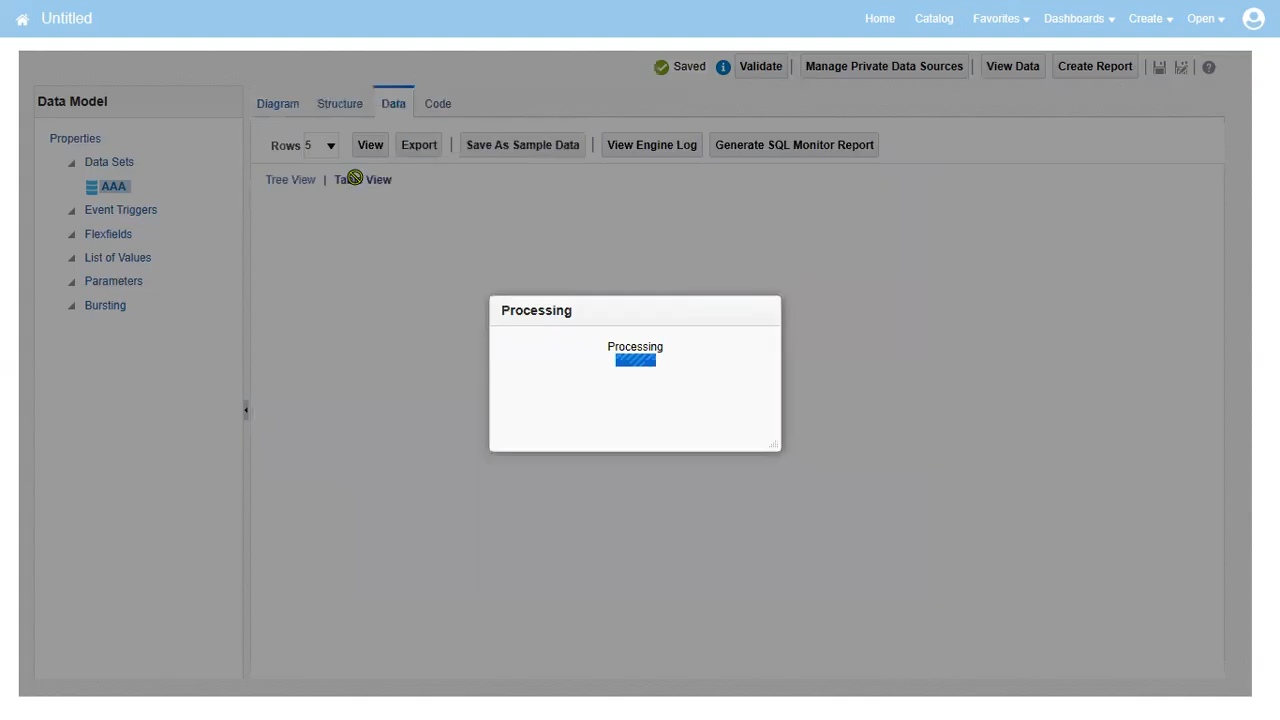 Untitled
Home Catalog Favorites Dashboards Create Open
Saved Validate | Manage Private Data Sources | View Data Create Report | |
Data Model
Diagram Structure Data Code
Properties
Data Sets
AAA
Event Triggers
Flexfields
List of Values
Parameters
Bursting
Rows 5 View Export | Save As Sample Data | View Engine Log Generate SQL Monitor Report
Tree View | Table View
Processing
Processing